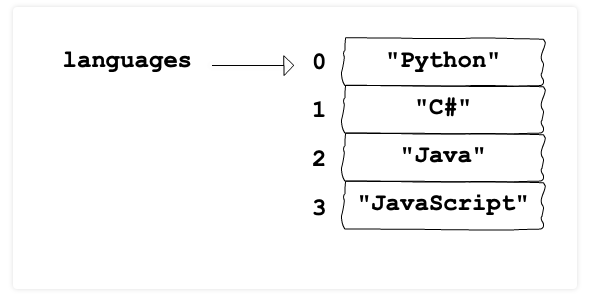 languages 0 "Python"
1 "C#"
2 "Java"
3 "JavaScript"